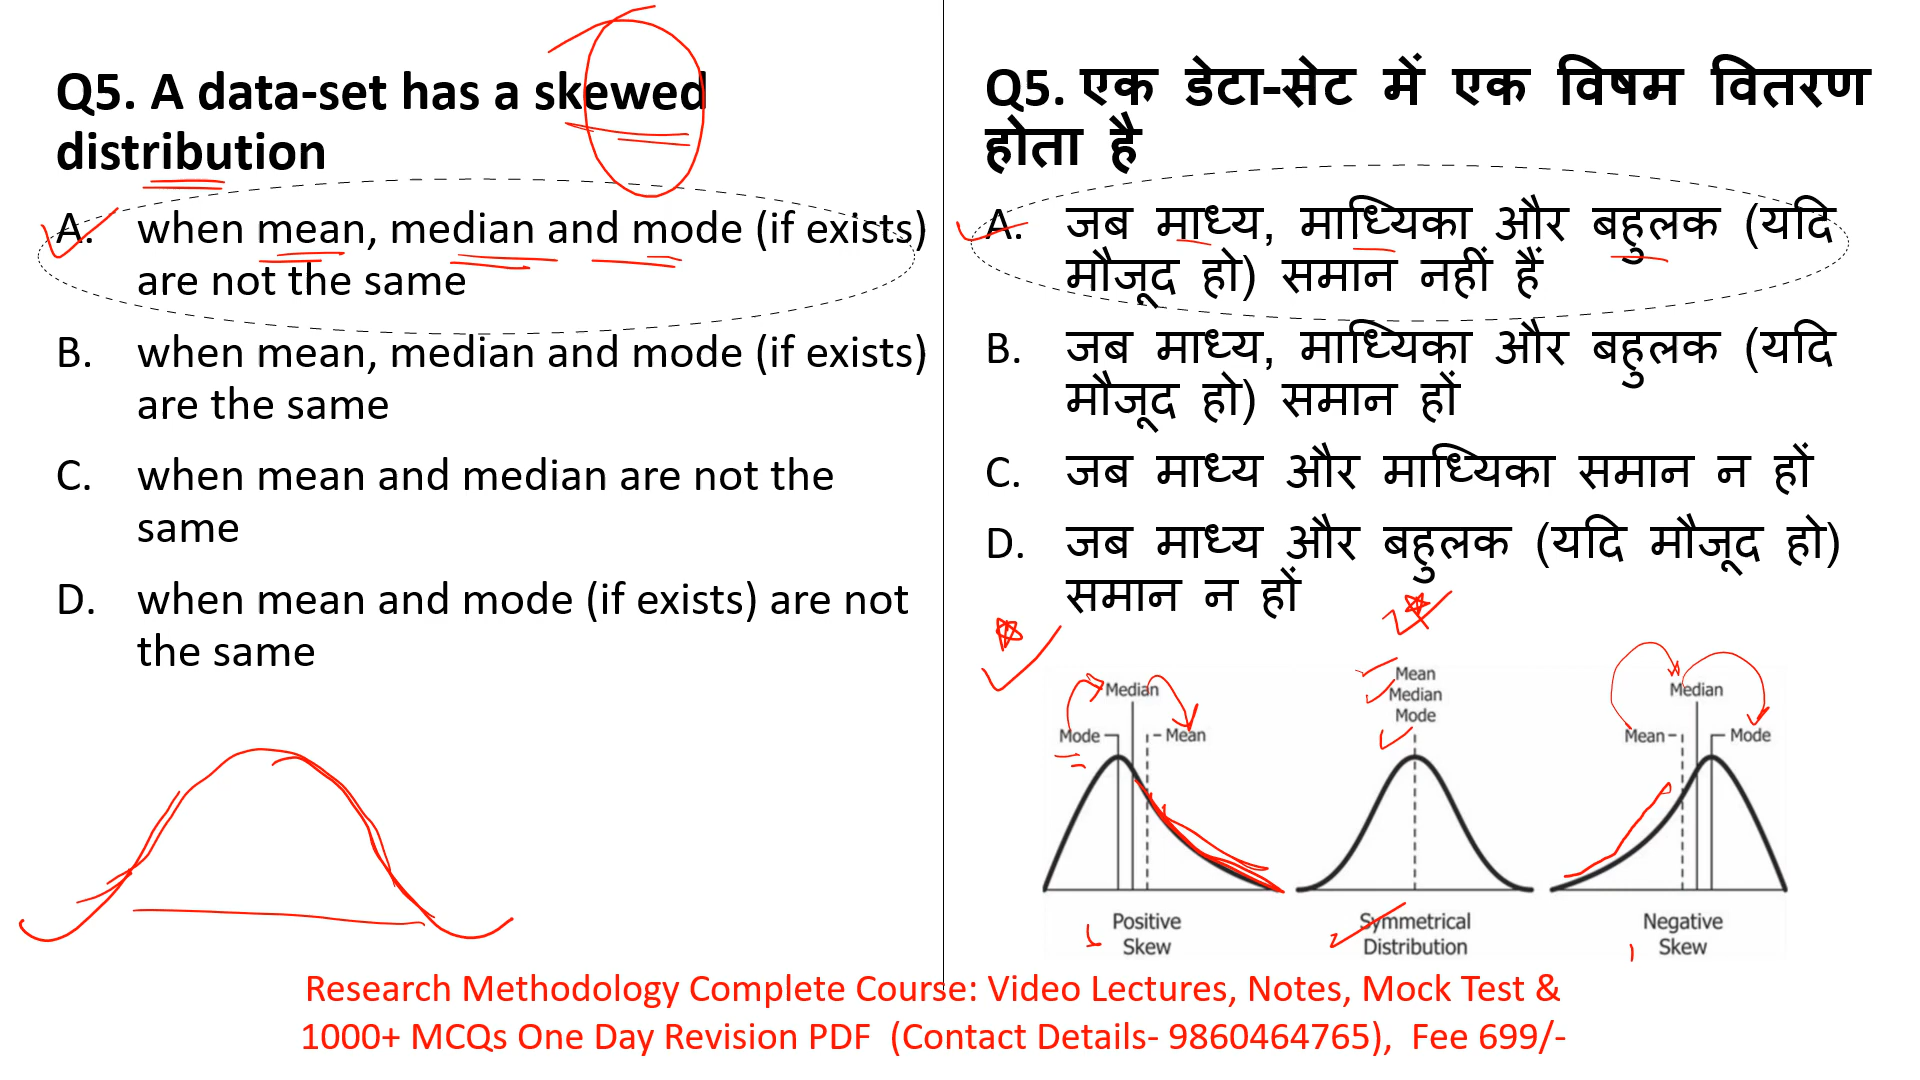 Q5. A data-set has a skewed
distribution
A. when mean, median and mode (if exists)
are not the same
B. when mean, median and mode (if exists)
are the same
C. when mean and median are not the
same
D. when mean and mode (if exists) are not
the same
Q5. एक डेटा-सेट में एक विषम वितरण
होता है
A. जब माध्य, माध्यिका और बहुलक (यदि
मौजूद हो) समान नहीं हैं
B. जब माध्य, माध्यिका और बहुलक (यदि
मौजूद हो) समान हों
C. जब माध्य और माध्यिका समान न हों
D. जब माध्य और बहुलक (यदि मौजूद हो)
समान न हों
Median
Mode
Mean
Positive
Skew
Mean
Median
Mode
Symmetrical
Distribution
Median
Mean
Mode
Negative
Skew
Research Methodology Complete Course: Video Lectures, Notes, Mock Test &
1000+ MCQs One Day Revision PDF (Contact Details- 9860464765), Fee 699/-